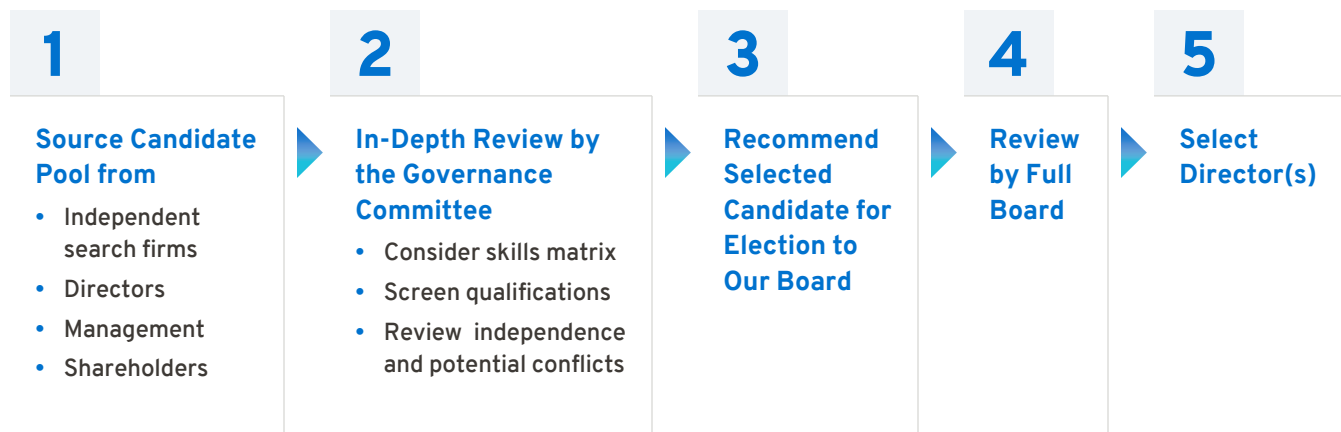 1
Source Candidate
Pool from
• Independent
search firms
• Directors
• Management
• Shareholders
2
In-Depth Review by
the Governance
Committee
• Consider skills matrix
• Screen qualifications
• Review independence
and potential conflicts
3
Recommend
Selected
Candidate for
Election to
Our Board
4
Review
by Full
Board
5
Select
Director(s)